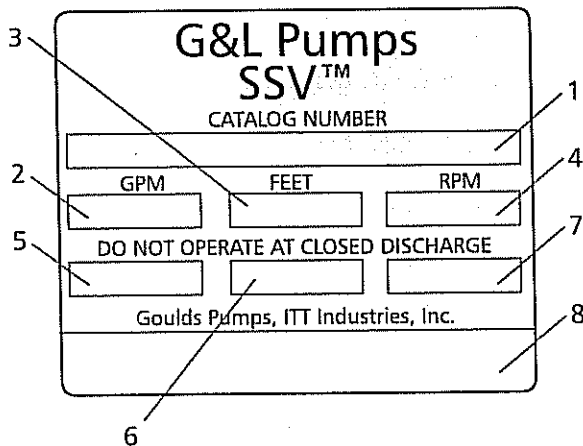 G&L Pumps
SSV™
CATALOG NUMBER
1
2
3
4
GPM FEET RPM
DO NOT OPERATE AT CLOSED DISCHARGE
5
6
7
Goulds Pumps, ITT Industries, Inc.
8